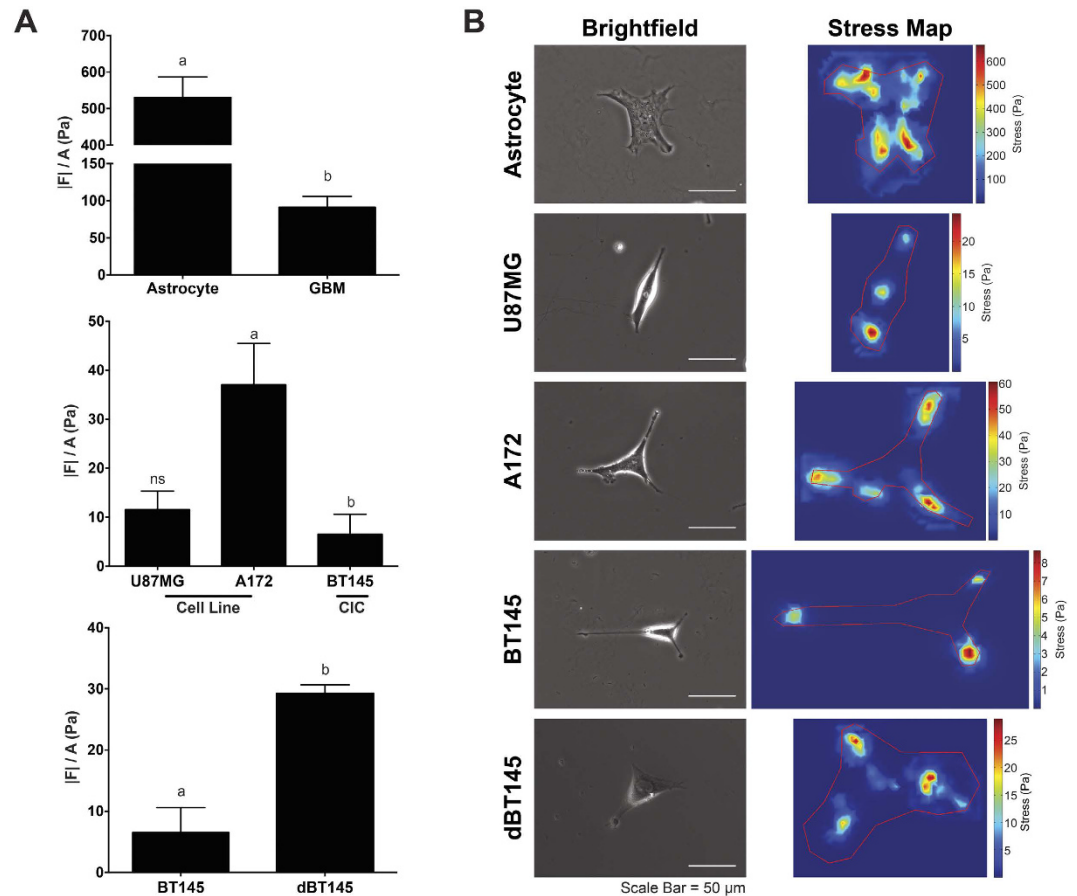 A
|F| / A (Pa)
700
600
500
400
150
100
50
0
a
b
Astrocyte
GBM
|F| / A (Pa)
50
40
30
20
10
0
ns
a
b
U87MG
A172
BT145
Cell Line
CIC
|F| / A (Pa)
40
30
20
10
0
a
b
BT145
dBT145
B
Brightfield
Stress Map
Astrocyte
600
500
400
300
200
100
Stress (Pa)
U87MG
20
15
10
5
0
Stress (Pa)
A172
60
50
40
30
20
10
Stress (Pa)
BT145
8
7
6
5
4
3
2
1
Stress (Pa)
dBT145
25
20
15
10
5
0
Stress (Pa)
Scale Bar = 50 µm